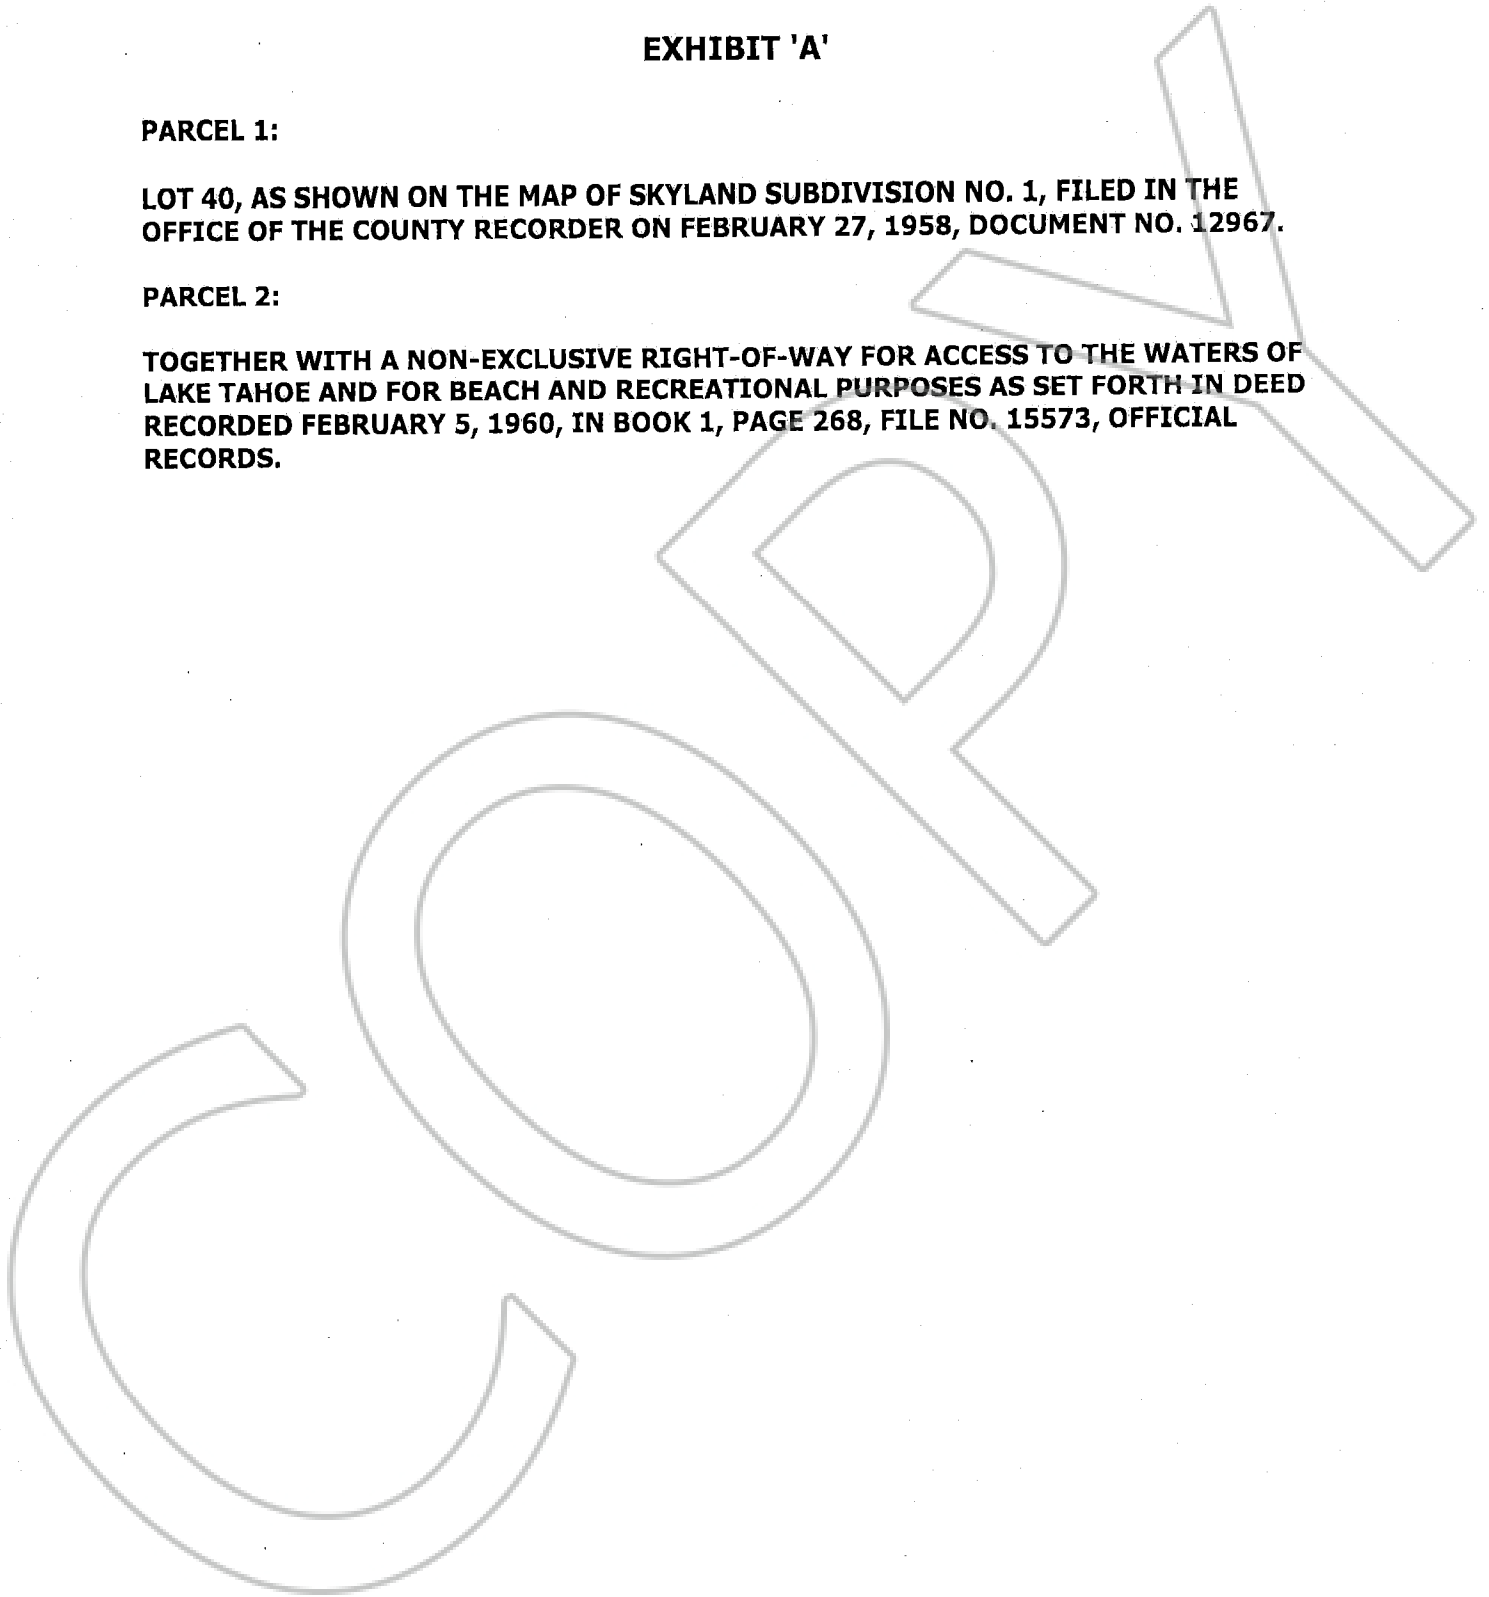 EXHIBIT 'A'
PARCEL 1:
LOT 40, AS SHOWN ON THE MAP OF SKYLAND SUBDIVISION NO. 1, FILED IN THE
OFFICE OF THE COUNTY RECORDER ON FEBRUARY 27, 1958, DOCUMENT NO. 12967.
PARCEL 2:
TOGETHER WITH A NON-EXCLUSIVE RIGHT-OF-WAY FOR ACCESS TO THE WATERS OF
LAKE TAHOE AND FOR BEACH AND RECREATIONAL PURPOSES AS SET FORTH IN DEED
RECORDED FEBRUARY 5, 1960, IN BOOK 1, PAGE 268, FILE NO. 15573, OFFICIAL
RECORDS.
COPY